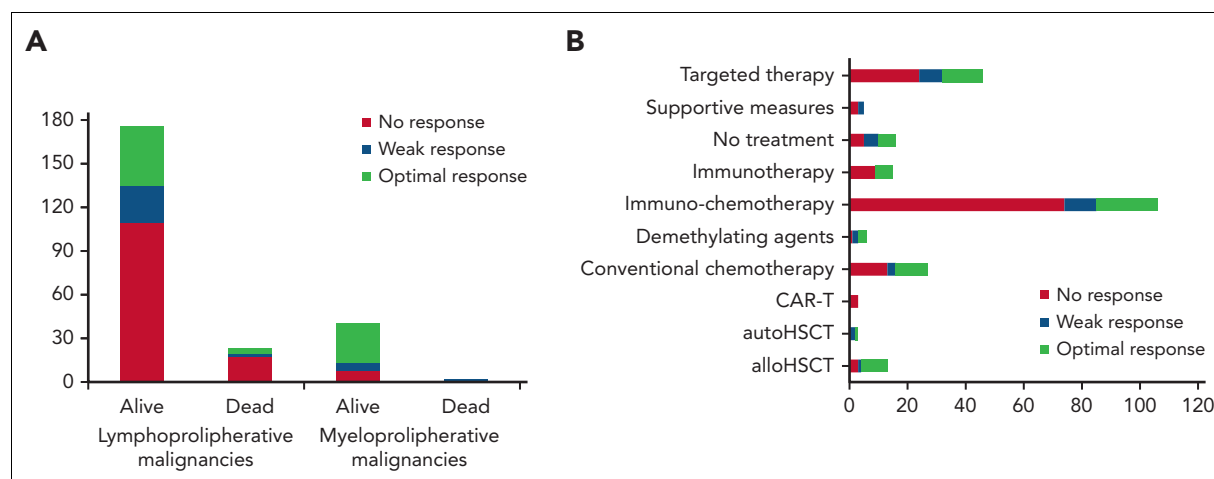 A
180
150
120
90
60
30
0
No response
Weak response
Optimal response
Alive
Dead
Alive
Dead
Lymphoprolipherative
malignancies
Myeloprolipherative
malignancies
B
Targeted therapy
Supportive measures
No treatment
Immunotherapy
Immuno-chemotherapy
Demethylating agents
Conventional chemotherapy
CAR-T
autoHSCT
alloHSCT
No response
Weak response
Optimal response
0 20 40 60 80 100 120